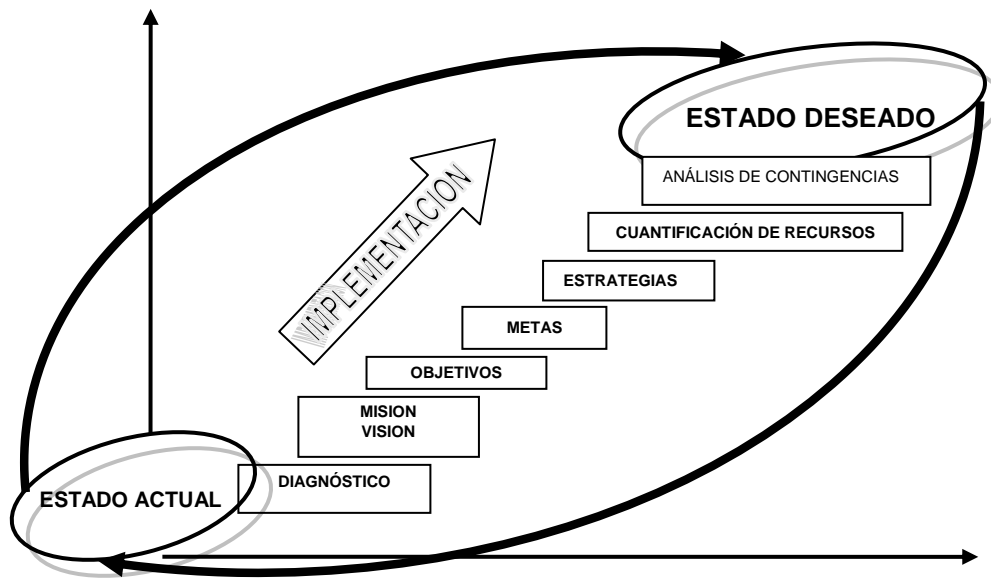 ESTADO DESEADO
ANÁLISIS DE CONTINGENCIAS
CUANTIFICACIÓN DE RECURSOS
ESTRATEGIAS
METAS
IMPLEMENTACION
OBJETIVOS
MISION
VISION
DIAGNÓSTICO
ESTADO ACTUAL